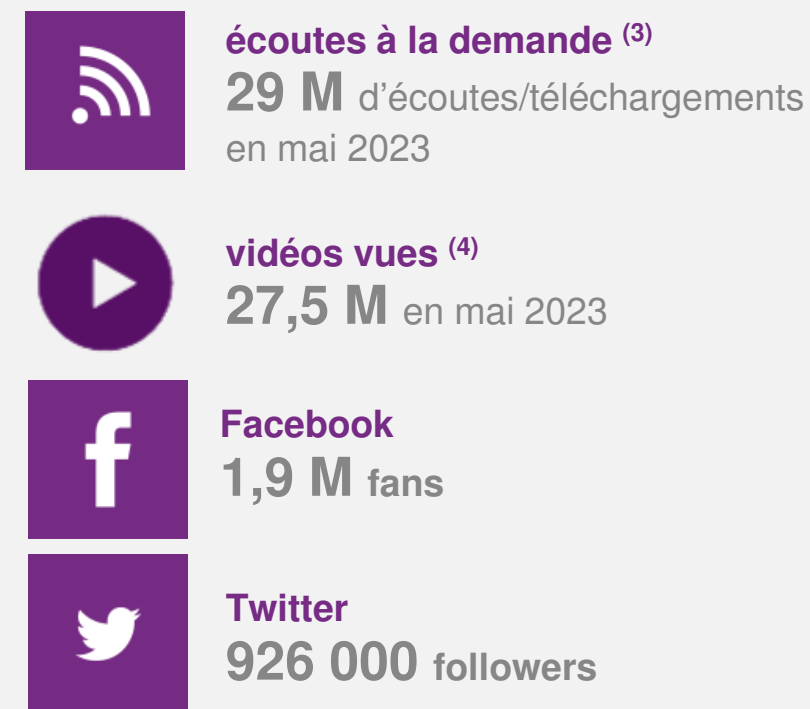 écoutes à la demande (3)
29 M d'écoutes/téléchargements
en mai 2023
vidéos vues (4)
27,5 M en mai 2023
Facebook
1,9 M fans
Twitter
926 000 followers